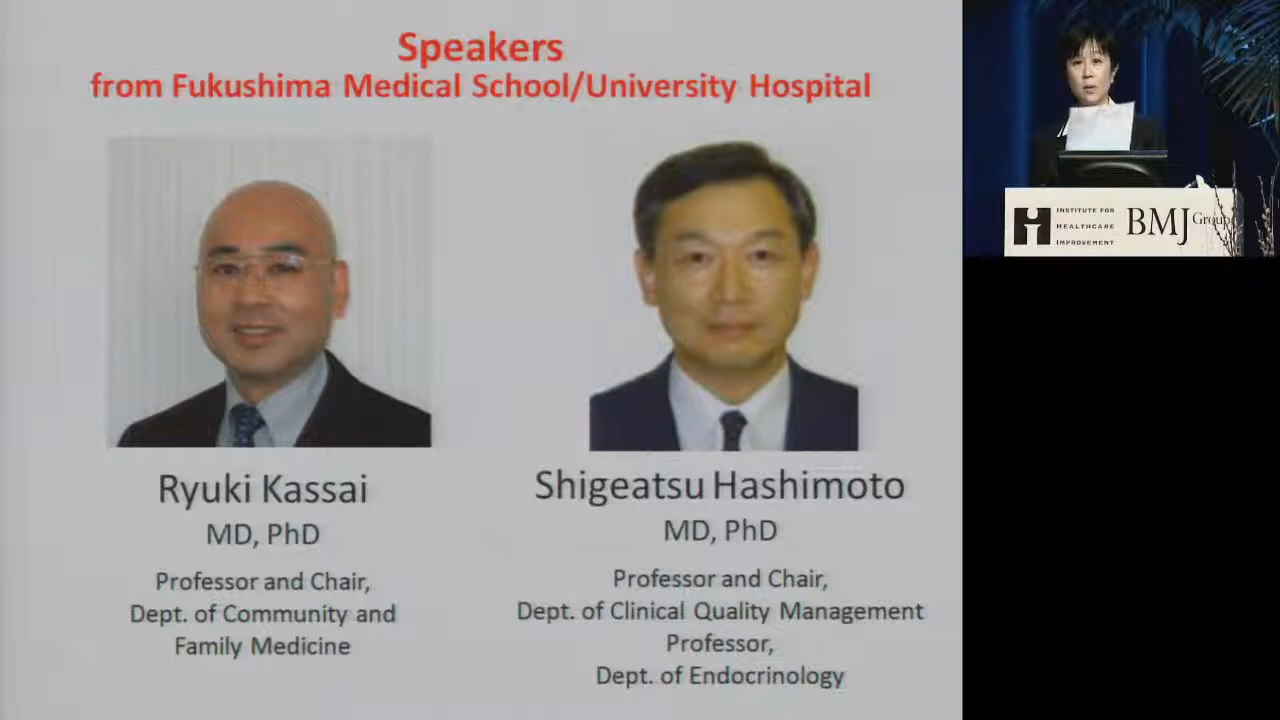 Speakers
from Fukushima Medical School/University Hospital
Ryuki Kassai
MD, PhD
Professor and Chair,
Dept. of Community and
Family Medicine
Shigeatsu Hashimoto
MD, PhD
Professor and Chair,
Dept. of Clinical Quality Management
Professor,
Dept. of Endocrinology
INSTITUTE FOR
HEALTHCARE
IMPROVEMENT
BMJ Group